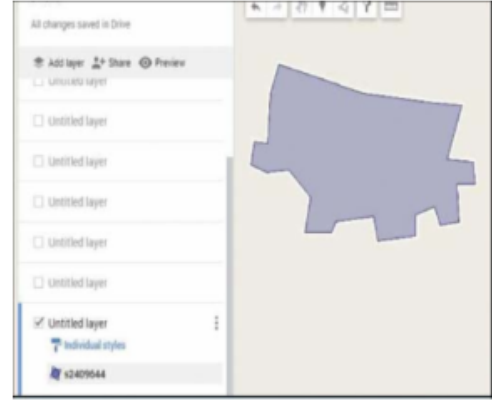 All changes saved in Drive
Add layer Share Preview
Untitled layer
Untitled layer
Untitled layer
Untitled layer
Untitled layer
Untitled layer
Untitled layer
Individual styles
s2409644